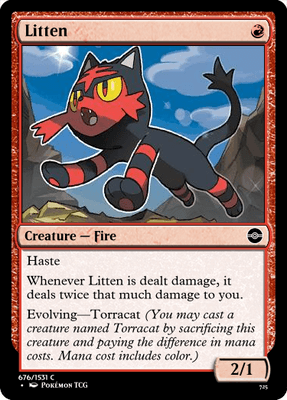 Litten
Creature — Fire
Haste
Whenever Litten is dealt damage, it
deals twice that much damage to you.
Evolving—Torracat (You may cast a
creature named Torracat by sacrificing this
creature and paying the difference in mana
costs. Mana cost includes color.)
2/1
676/1531 C
• Pokémon TCG